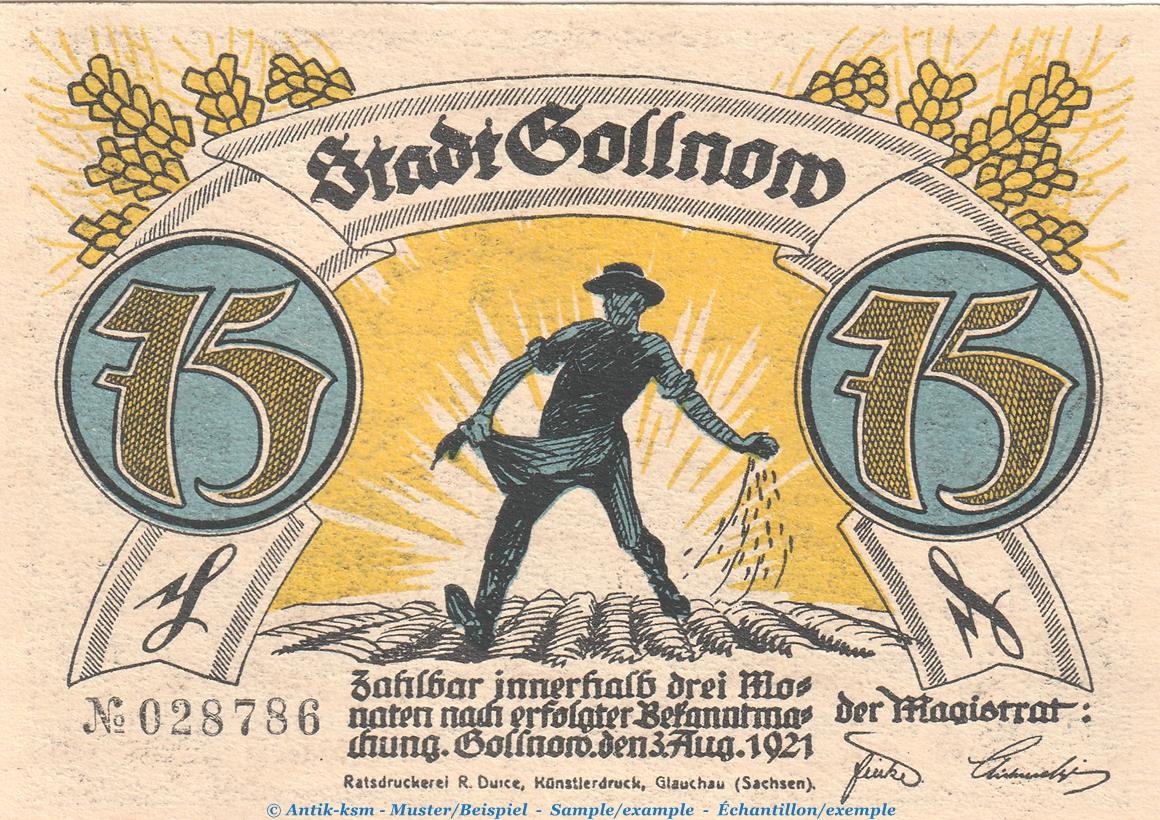 Stadt Gollnow
75
75
₰
₰
Zahlbar innerhalb drei Mo=
naten nach erfolgter Bekanntma=
chung. Gollnow. den 3. Aug. 1921
№ 028786
der Magistrat:
Ratsdruckerei R. Dulce, Künstlerdruck, Glauchau (Sachsen).
© Antik-ksm - Muster/Beispiel - Sample/example - Échantillon/exemple